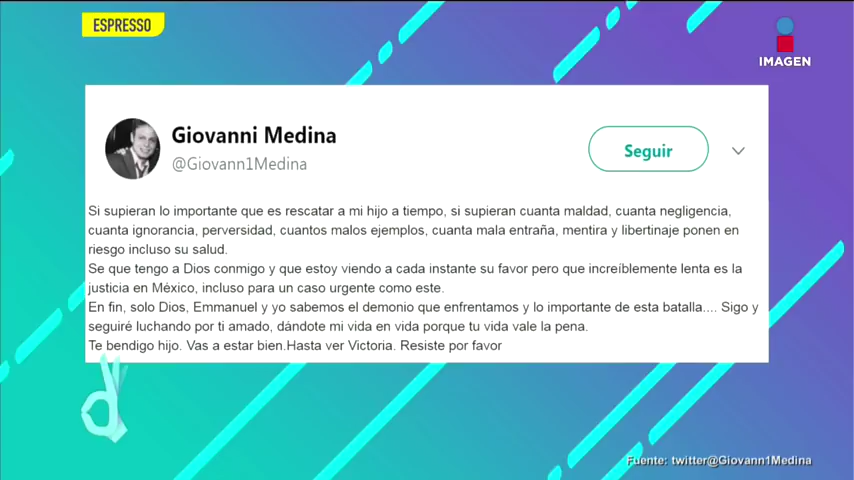 ESPRESSO
IMAGEN
Giovanni Medina
@Giovann1Medina
Seguir
Si supieran lo importante que es rescatar a mi hijo a tiempo, si supieran cuanta maldad, cuanta negligencia,
cuanta ignorancia, perversidad, cuantos malos ejemplos, cuanta mala entraña, mentira y libertinaje ponen en
riesgo incluso su salud.
Se que tengo a Dios conmigo y que estoy viendo a cada instante su favor pero que increíblemente lenta es la
justicia en México, incluso para un caso urgente como este.
En fin, solo Dios, Emmanuel y yo sabemos el demonio que enfrentamos y lo importante de esta batalla.... Sigo y
seguiré luchando por ti amado, dándote mi vida en vida porque tu vida vale la pena.
Te bendigo hijo. Vas a estar bien.Hasta ver Victoria. Resiste por favor
Fuente: twitter@Giovann1Medina